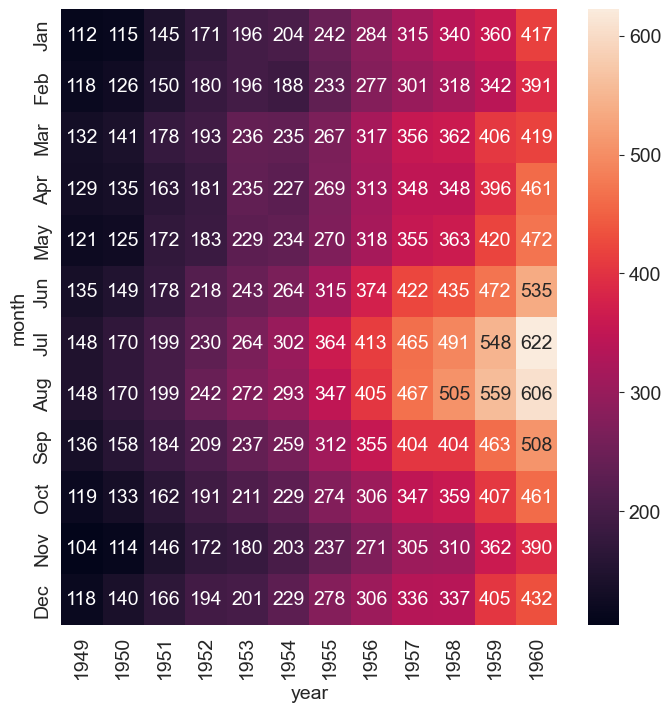 Jan 112 115 145 171 196 204 242 284 315 340 360 417
Feb 118 126 150 180 196 188 233 277 301 318 342 391
Mar 132 141 178 193 236 235 267 317 356 362 406 419
Apr 129 135 163 181 235 227 269 313 348 348 396 461
May 121 125 172 183 229 234 270 318 355 363 420 472
Jun 135 149 178 218 243 264 315 374 422 435 472 535
Jul 148 170 199 230 264 302 364 413 465 491 548 622
Aug 148 170 199 242 272 293 347 405 467 505 559 606
Sep 136 158 184 209 237 259 312 355 404 404 463 508
Oct 119 133 162 191 211 229 274 306 347 359 407 461
Nov 104 114 146 172 180 203 237 271 305 310 362 390
Dec 118 140 166 194 201 229 278 306 336 337 405 432
month
1949 1950 1951 1952 1953 1954 1955 1956 1957 1958 1959 1960
year
600
500
400
300
200